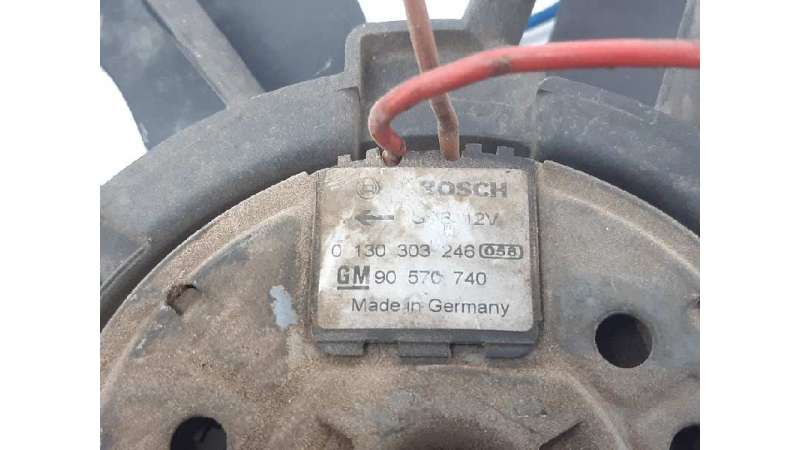 BOSCH
12V
0 130 303 246 058
GM 90 570 740
Made in Germany